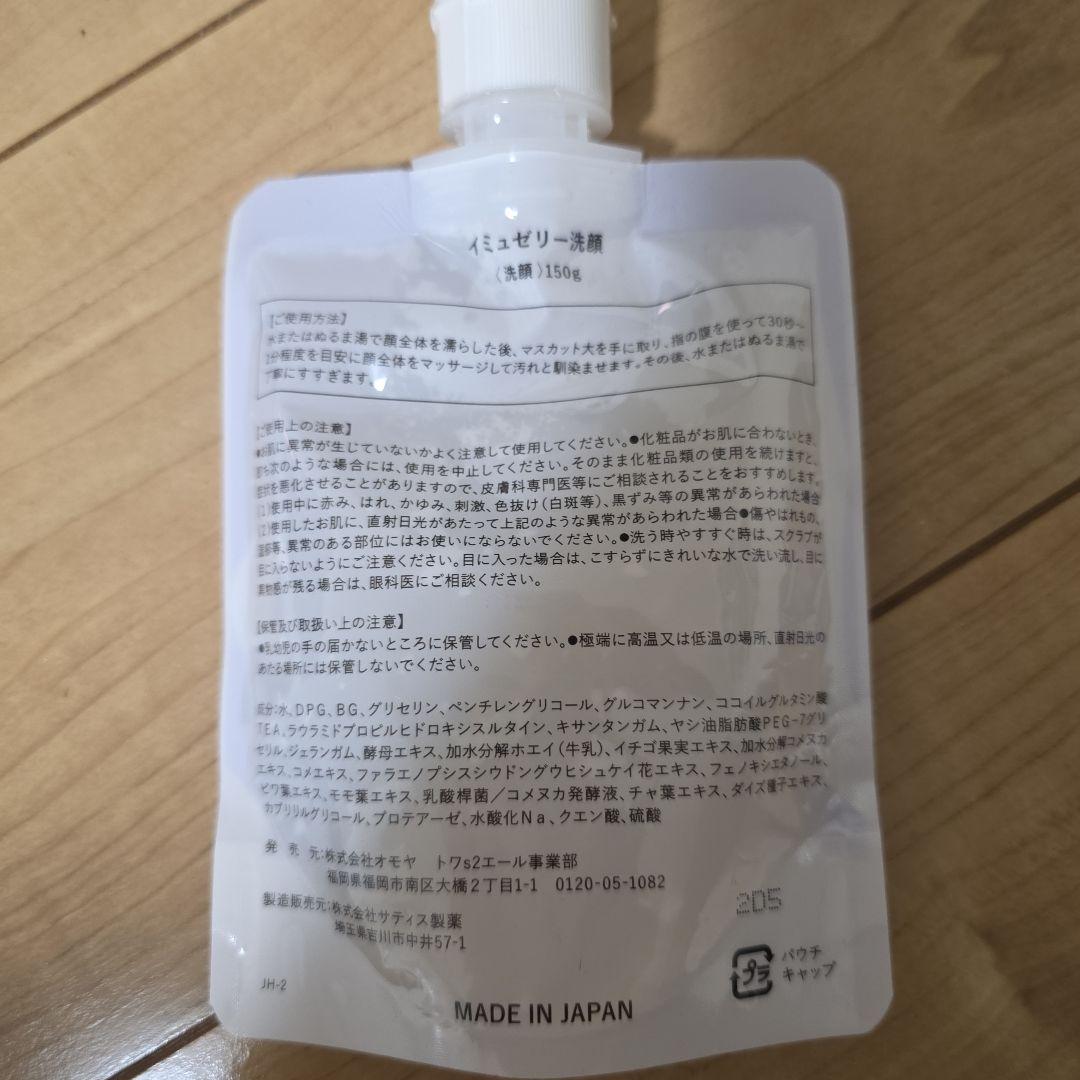 イミュゼリー洗顔
〈洗顔〉150g
【ご使用方法】
水またはぬるま湯で顔全体を濡らした後、マスカット大を手に取り、指の腹を使って30秒〜
1分程度を目安に顔全体をマッサージして汚れと馴染ませます。その後、水またはぬるま湯で
丁寧にすすぎます。
【ご使用上の注意】
●お肌に異常が生じていないかよく注意して使用してください。●化粧品がお肌に合わないとき、
即ち次のような場合には、使用を中止してください。そのまま化粧品類の使用を続けますと、
症状を悪化させることがありますので、皮膚科専門医等にご相談されることをおすすめします。
(1)使用中に赤み、はれ、かゆみ、刺激、色抜け(白斑等)、黒ずみ等の異常があらわれた場合
(2)使用したお肌に、直射日光があたって上記のような異常があらわれた場合●傷やはれもの、
湿疹等、異常のある部位にはお使いにならないでください。●洗う時やすすぐ時は、スクラブが
目に入らないようにご注意ください。目に入った場合は、こすらずにきれいな水で洗い流し、目に
異物感が残る場合は、眼科医にご相談ください。
【保管及び取扱い上の注意】
●乳幼児の手の届かないところに保管してください。●極端に高温又は低温の場所、直射日光の
あたる場所には保管しないでください。
成分:水、DPG、BG、グリセリン、ペンチレングリコール、グルコマンナン、ココイルグルタミン酸
TEA、ラウラミドプロピルヒドロキシスルタイン、キサンタンガム、ヤシ油脂肪酸PEG-7グリ
セリル、ジェランガム、酵母エキス、加水分解ホエイ(牛乳)、イチゴ果実エキス、加水分解コメヌカ
エキス、コメエキス、ファラエノプシスシウドングウヒシュケイ花エキス、フェノキシエタノール、
ビワ葉エキス、モモ葉エキス、乳酸桿菌／コメヌカ発酵液、チャ葉エキス、ダイズ種子エキス、
カプリリルグリコール、プロテアーゼ、水酸化Na、クエン酸、硫酸
発 売 元:株式会社オモヤ トワs2エール事業部
福岡県福岡市南区大橋2丁目1-1 0120-05-1082
製造販売元:株式会社サティス製薬
埼玉県吉川市中井57-1
2D5
プラ
パウチ
キャップ
JH-2
MADE IN JAPAN